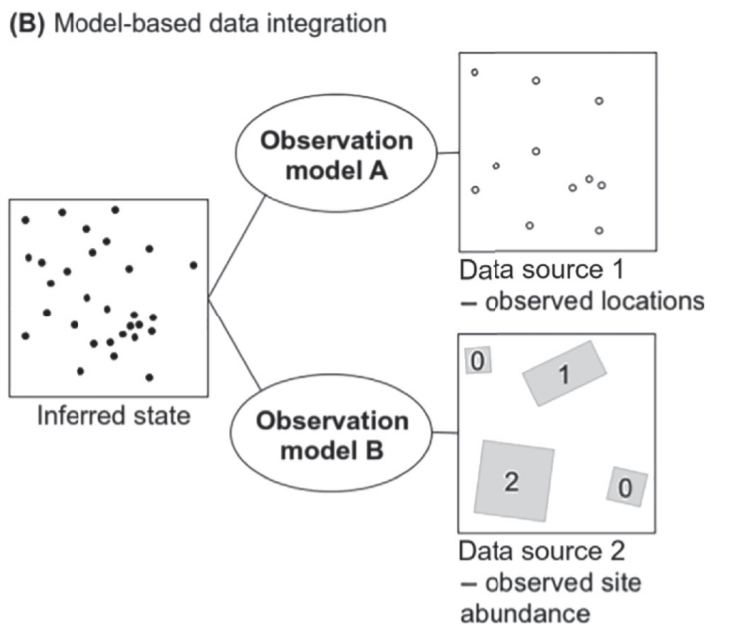 (B) Model-based data integration
Observation
model A
Data source 1
– observed locations
Inferred state
Observation
model B
0
1
2
0
Data source 2
– observed site
abundance